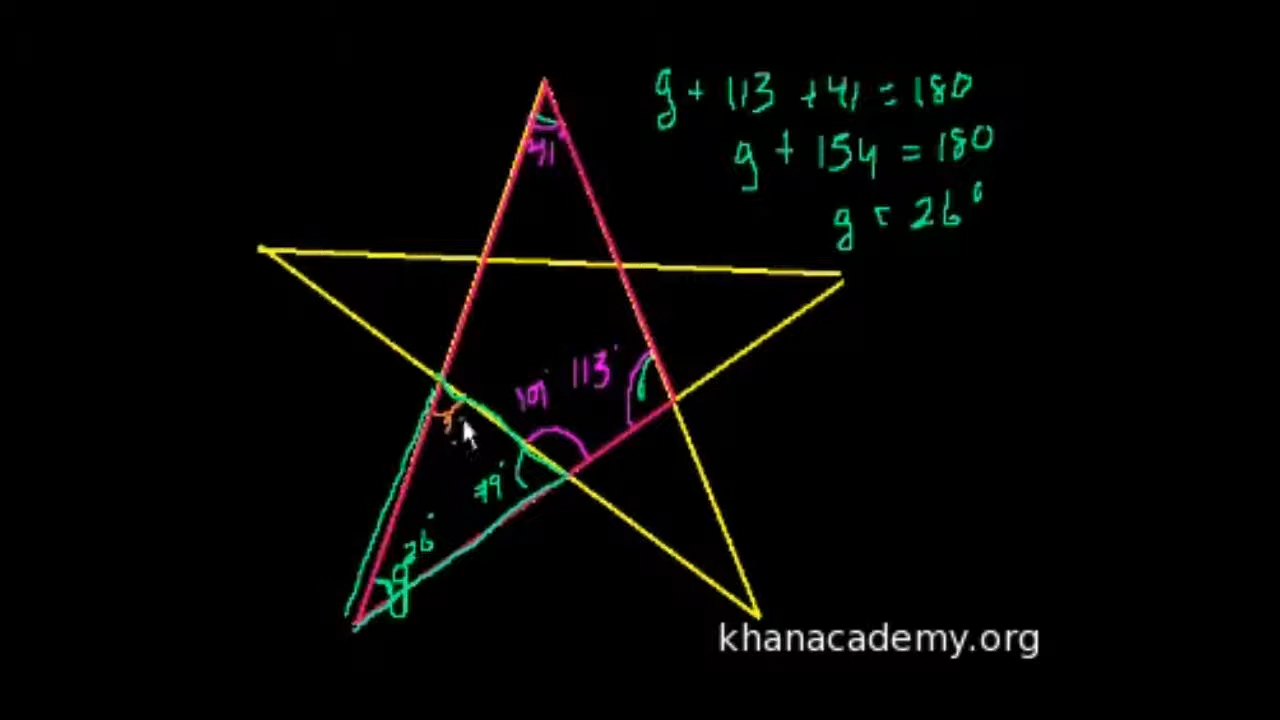 g + 113 + 41 = 180
g + 154 = 180
g = 26°
41
101° 113°
79°
26°
g
khanacademy.org